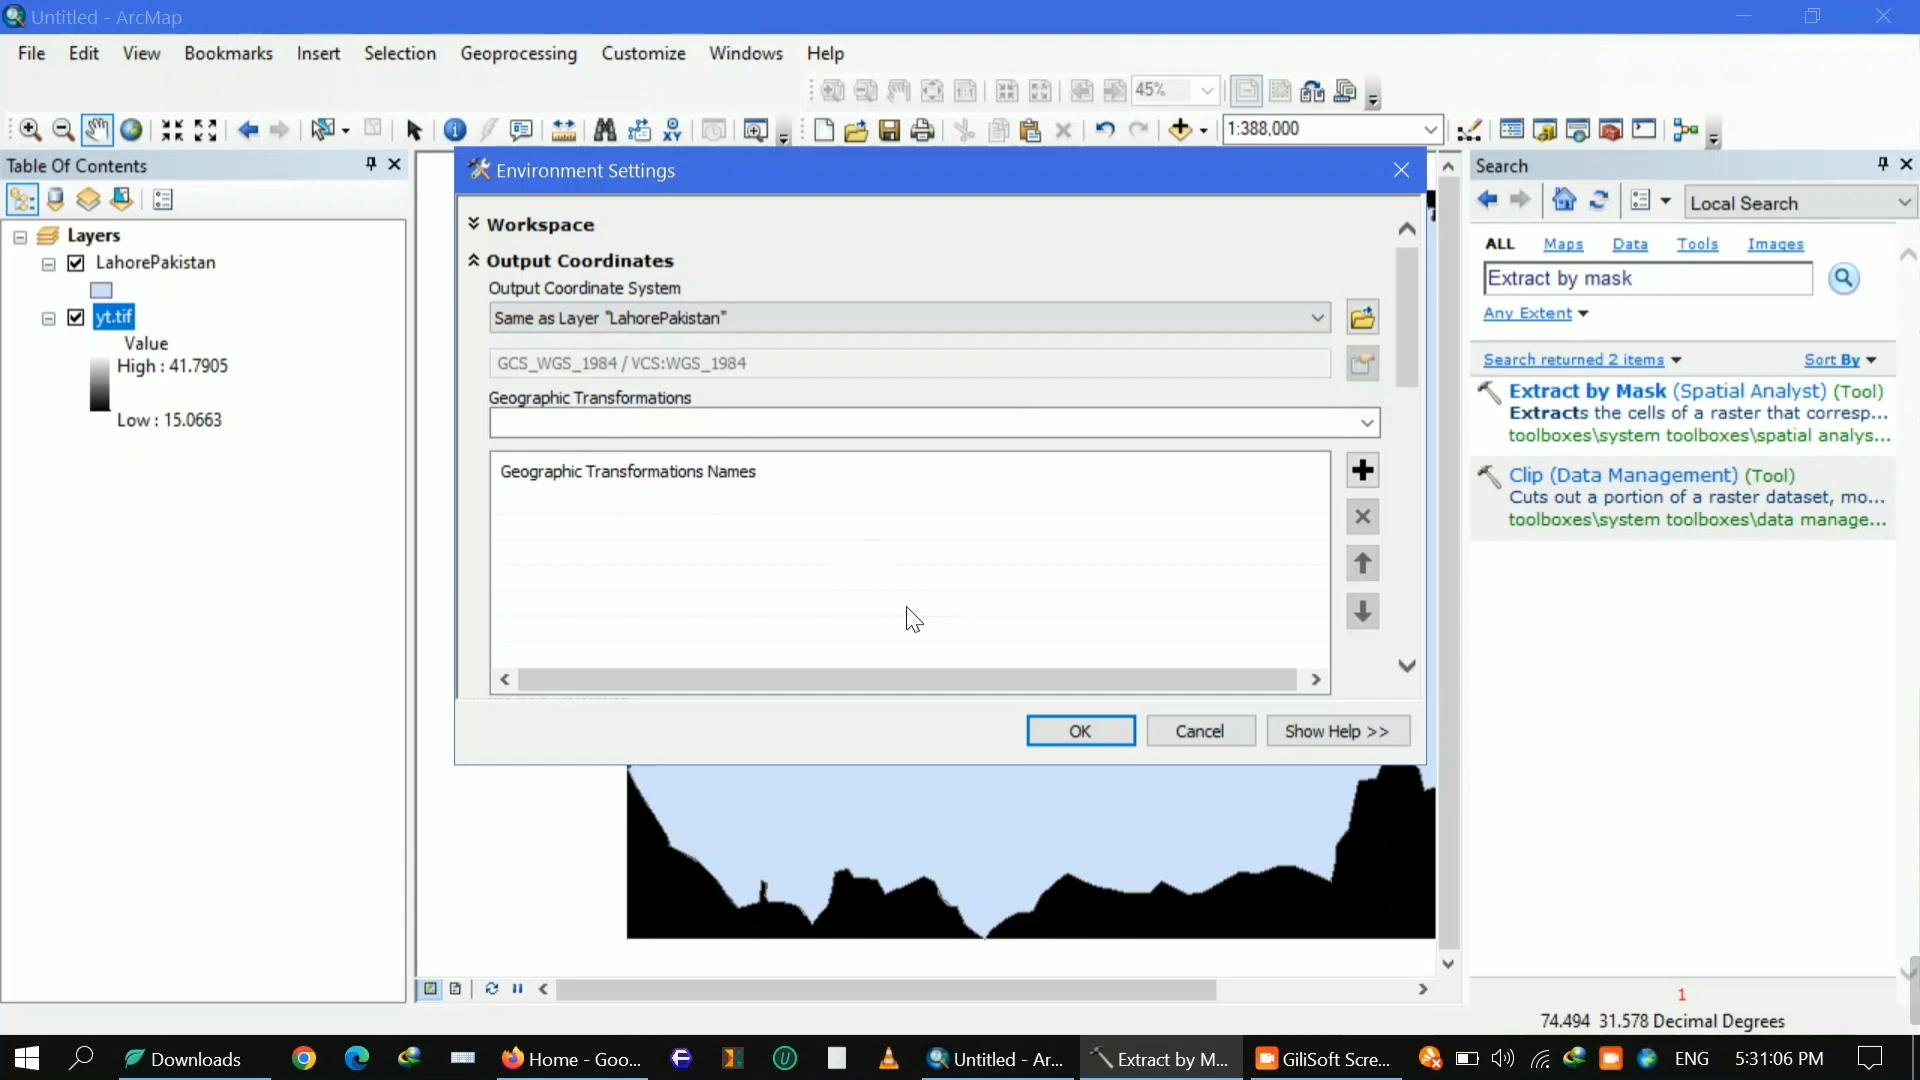 Untitled - ArcMap
File Edit View Bookmarks Insert Selection Geoprocessing Customize Windows Help
45%
1:388,000
Table Of Contents
Layers
LahorePakistan
yt.tif
Value
High : 41.7905
Low : 15.0663
Environment Settings
Workspace
Output Coordinates
Output Coordinate System
Same as Layer "LahorePakistan"
GCS_WGS_1984 / VCS:WGS_1984
Geographic Transformations
Geographic Transformations Names
OK Cancel Show Help >>
Search
Local Search
ALL Maps Data Tools Images
Extract by mask
Any Extent
Search returned 2 items Sort By
Extract by Mask (Spatial Analyst) (Tool)
Extracts the cells of a raster that corresp...
toolboxes\system toolboxes\spatial analys...
Clip (Data Management) (Tool)
Cuts out a portion of a raster dataset, mo...
toolboxes\system toolboxes\data manage...
1
74.494 31.578 Decimal Degrees
Downloads Home - Goo... Untitled - Ar... Extract by M... GiliSoft Scre... ENG 5:31:06 PM